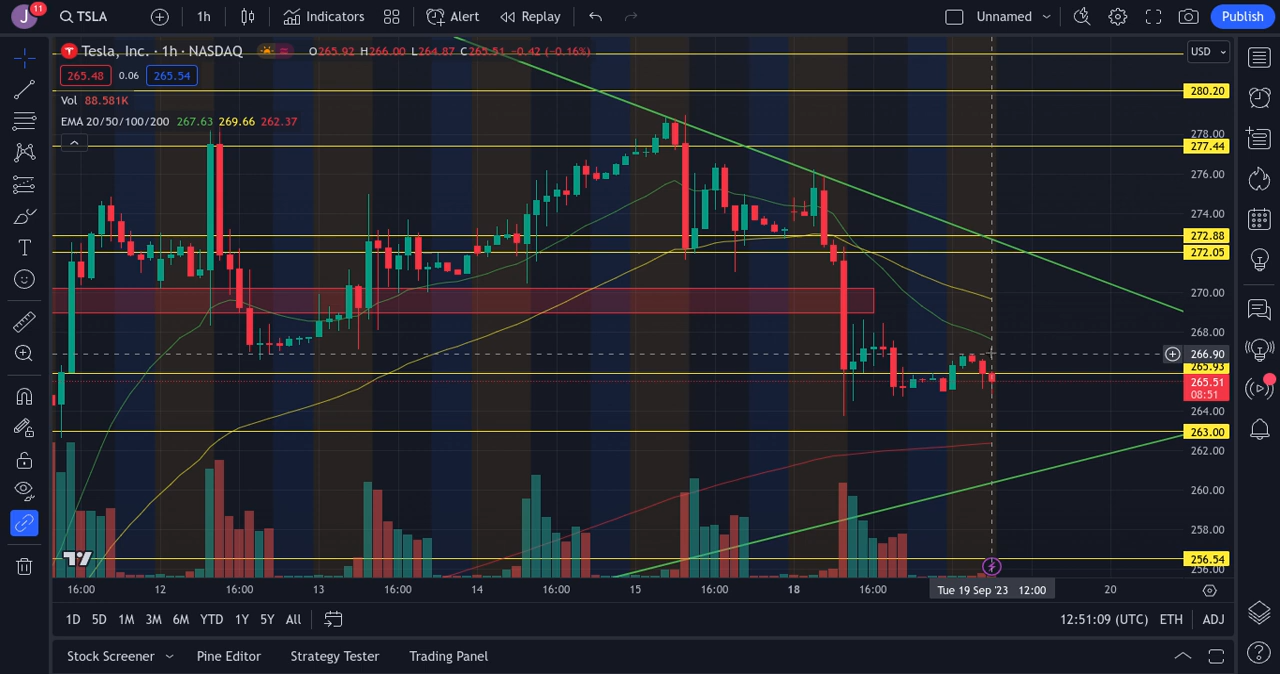 J 11 TSLA 1h Indicators Alert Replay Unnamed Publish
Tesla, Inc. · 1h · NASDAQ O265.92 H266.00 L264.87 C265.51 −0.42 (−0.16%) USD
265.48 0.06 265.54
Vol 88.581K
EMA 20/50/100/200 267.63 269.66 262.37
280.20
278.00
277.44
276.00
274.00
272.88
272.05
270.00
268.00
266.90
265.93
265.51
08:51
264.00
263.00
262.00
260.00
258.00
256.54
256.00
16:00 12 16:00 13 16:00 14 16:00 15 16:00 18 16:00 Tue 19 Sep '23 12:00 20
1D 5D 1M 3M 6M YTD 1Y 5Y All 12:51:09 (UTC) ETH ADJ
Stock Screener Pine Editor Strategy Tester Trading Panel